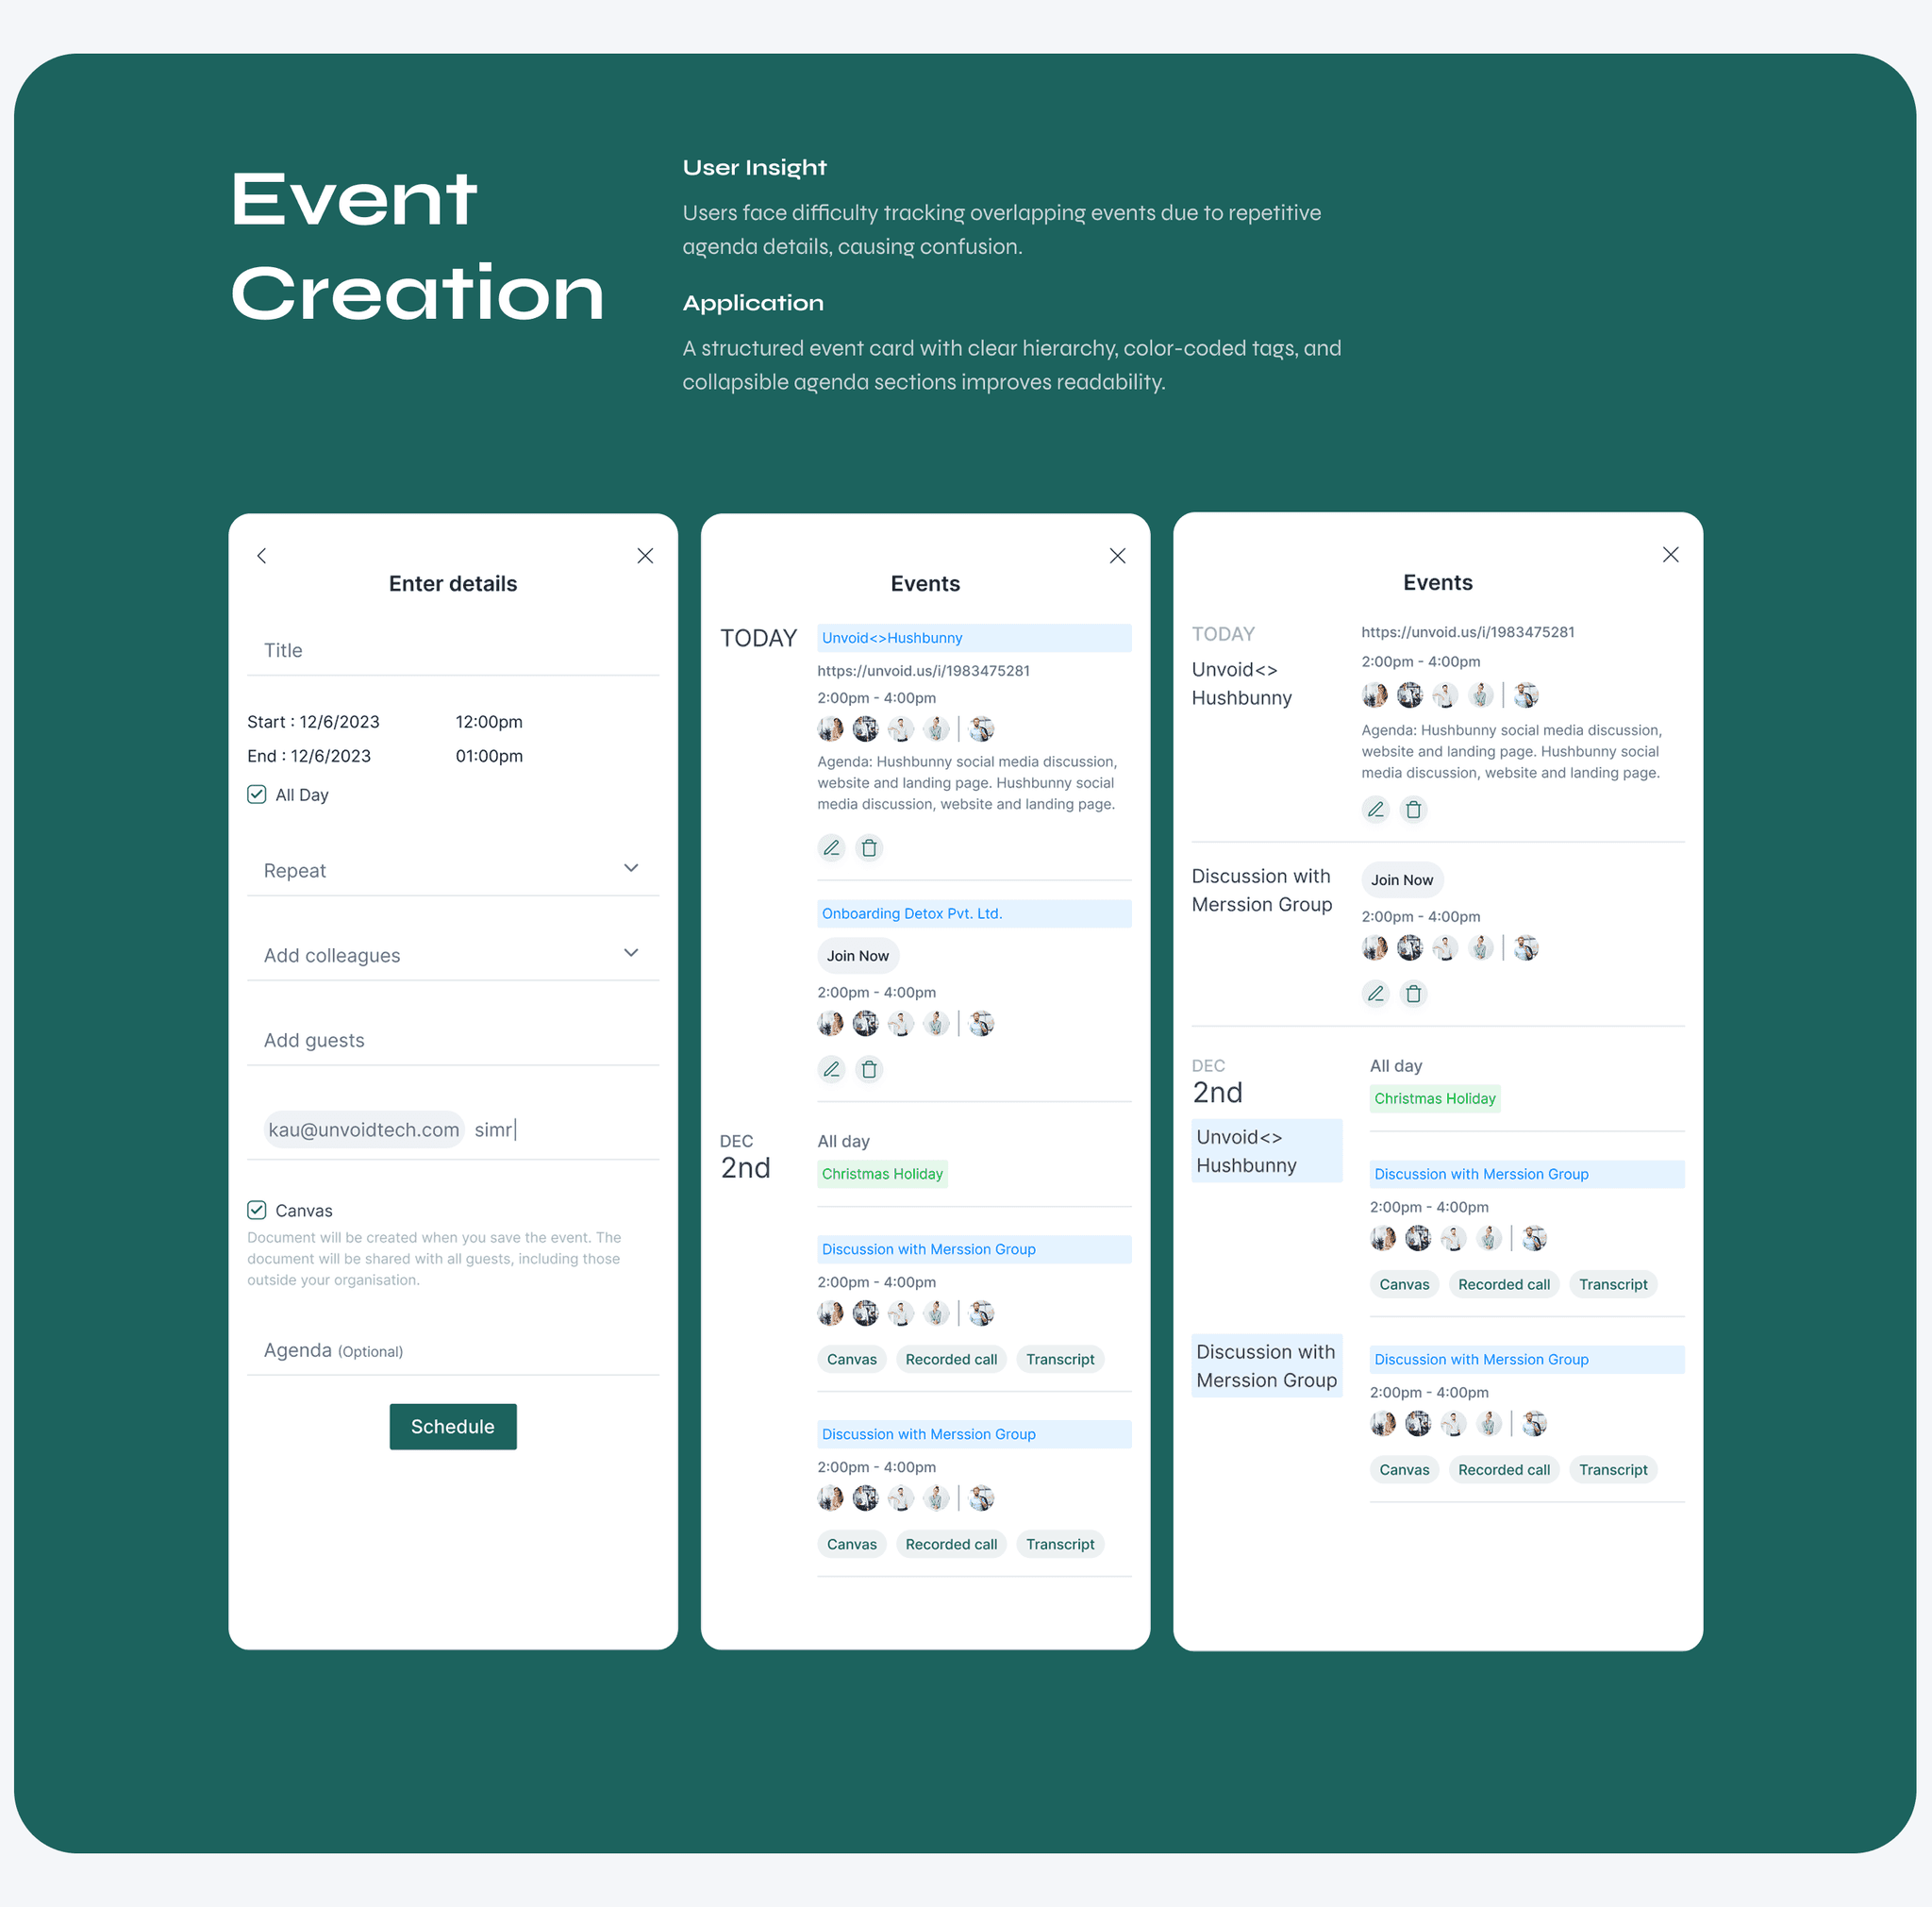 Event
Creation
User Insight
Users face difficulty tracking overlapping events due to repetitive
agenda details, causing confusion.
Application
A structured event card with clear hierarchy, color-coded tags, and
collapsible agenda sections improves readability.
Enter details
Title
Start : 12/6/2023 12:00pm
End : 12/6/2023 01:00pm
All Day
Repeat
Add colleagues
Add guests
kau@unvoidtech.com simr
Canvas
Document will be created when you save the event. The
document will be shared with all guests, including those
outside your organisation.
Agenda (Optional)
Schedule
Events
TODAY
Unvoid<>Hushbunny
https://unvoid.us/i/1983475281
2:00pm - 4:00pm
Agenda: Hushbunny social media discussion,
website and landing page. Hushbunny social
media discussion, website and landing page.
Onboarding Detox Pvt. Ltd.
Join Now
2:00pm - 4:00pm
DEC
2nd
All day
Christmas Holiday
Discussion with Merssion Group
2:00pm - 4:00pm
Canvas Recorded call Transcript
Discussion with Merssion Group
2:00pm - 4:00pm
Canvas Recorded call Transcript
Events
TODAY
Unvoid<>
Hushbunny
https://unvoid.us/i/1983475281
2:00pm - 4:00pm
Agenda: Hushbunny social media discussion,
website and landing page. Hushbunny social
media discussion, website and landing page.
Discussion with
Merssion Group
Join Now
2:00pm - 4:00pm
DEC
2nd
All day
Christmas Holiday
Unvoid<>
Hushbunny
Discussion with Merssion Group
2:00pm - 4:00pm
Canvas Recorded call Transcript
Discussion with
Merssion Group
Discussion with Merssion Group
2:00pm - 4:00pm
Canvas Recorded call Transcript